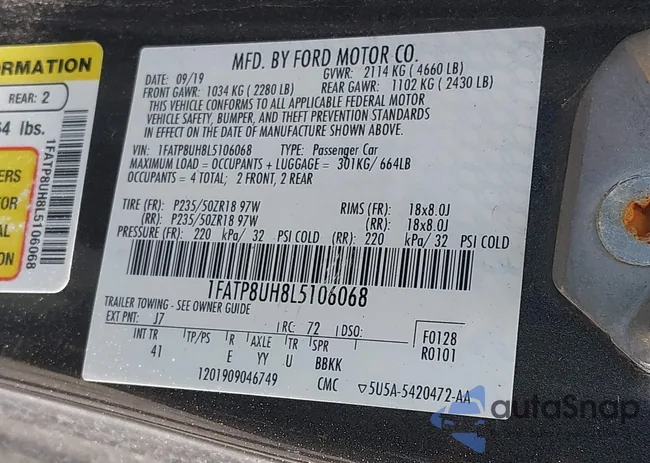 ORMATION
REAR: 2
64 lbs.
ERS
TOR
AL
ON
1FATP8UH8L5106068
MFD. BY FORD MOTOR CO.
DATE: 09/19 GVWR: 2114 KG ( 4660 LB)
FRONT GAWR: 1034 KG ( 2280 LB) REAR GAWR: 1102 KG ( 2430 LB)
THIS VEHICLE CONFORMS TO ALL APPLICABLE FEDERAL MOTOR
VEHICLE SAFETY, BUMPER, AND THEFT PREVENTION STANDARDS
IN EFFECT ON THE DATE OF MANUFACTURE SHOWN ABOVE.
VIN: 1FATP8UH8L5106068 TYPE: Passenger Car
MAXIMUM LOAD = OCCUPANTS + LUGGAGE = 301KG/ 664LB
OCCUPANTS = 4 TOTAL; 2 FRONT, 2 REAR
TIRE (FR): P235/50ZR18 97W RIMS (FR): 18x8.0J
(RR): P235/50ZR18 97W (RR): 18x8.0J
PRESSURE (FR): 220 kPa/ 32 PSI COLD (RR): 220 kPa/ 32 PSI COLD
1FATP8UH8L5106068
TRAILER TOWING - SEE OWNER GUIDE
EXT PNT: J7 RC: 72 DSO: F0128
INT TR TP/PS R AXLE TR SPR R0101
41 E YY U BBKK
1201909046749 CMC 5U5A-5420472-AA
autoSnap